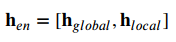 h_en = [h_global, h_local]